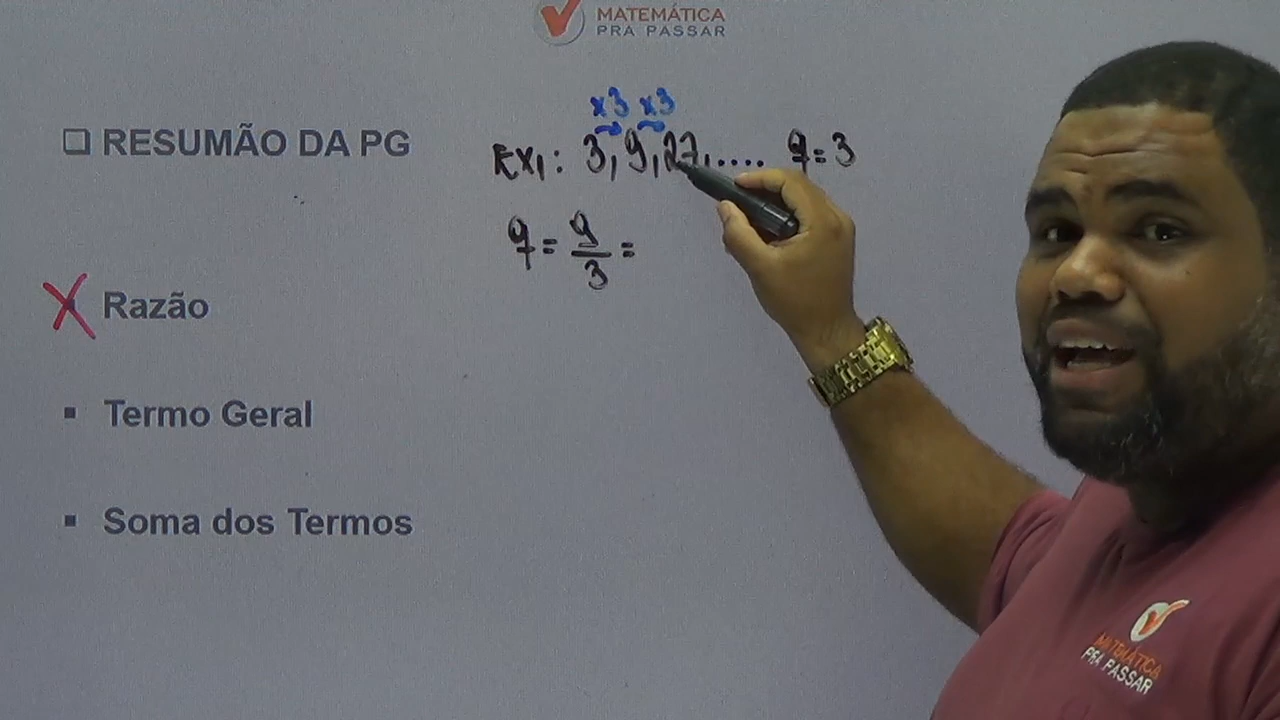 MATEMÁTICA
PRA PASSAR
RESUMÃO DA PG
x3 x3
Ex1: 3, 9, 27, .... q = 3
q = 9/3 =
X Razão
Termo Geral
Soma dos Termos
MATEMÁTICA
PRA PASSAR